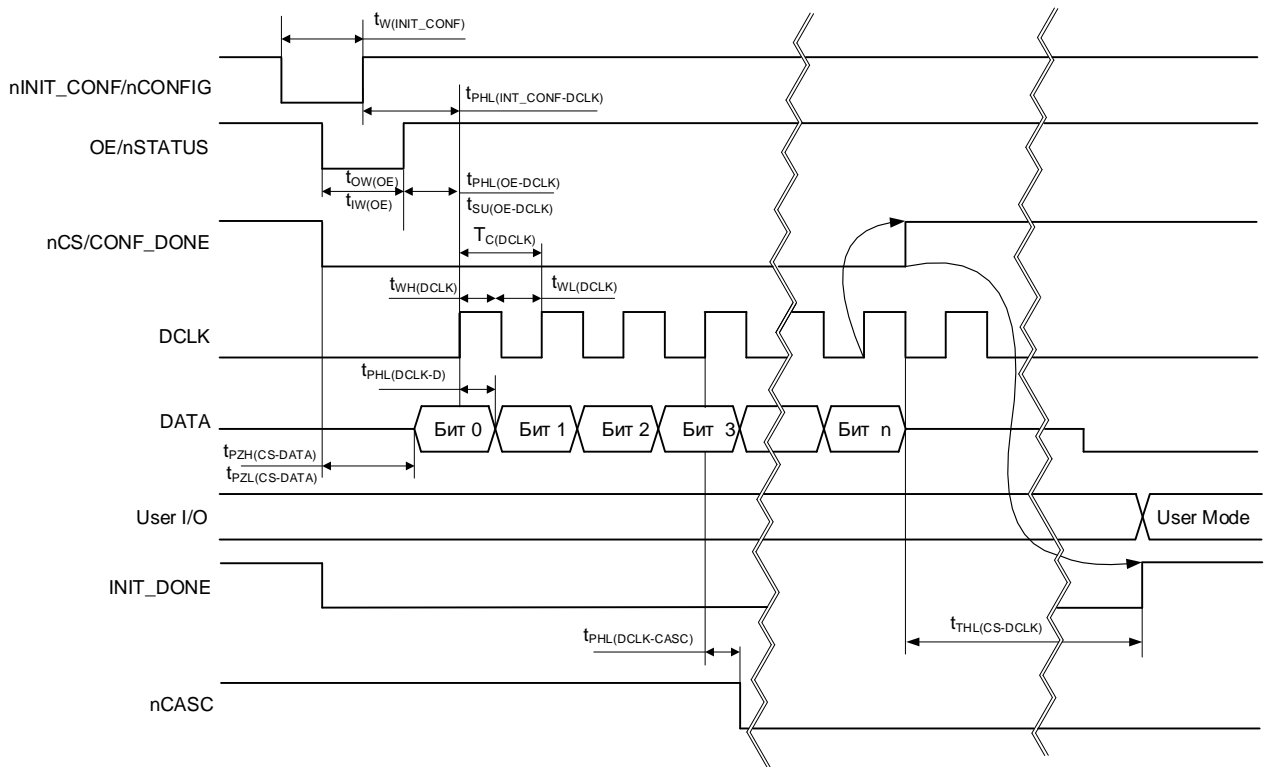 tW(INIT_CONF)
nINIT_CONF/nCONFIG
tPHL(INT_CONF-DCLK)
OE/nSTATUS
tOW(OE)
tIW(OE)
tPHL(OE-DCLK)
tSU(OE-DCLK)
nCS/CONF_DONE
TC(DCLK)
tWH(DCLK)
tWL(DCLK)
DCLK
tPHL(DCLK-D)
DATA
Бит 0
Бит 1
Бит 2
Бит 3
Бит n
tPZH(CS-DATA)
tPZL(CS-DATA)
User I/O
User Mode
INIT_DONE
tTHL(CS-DCLK)
tPHL(DCLK-CASC)
nCASC